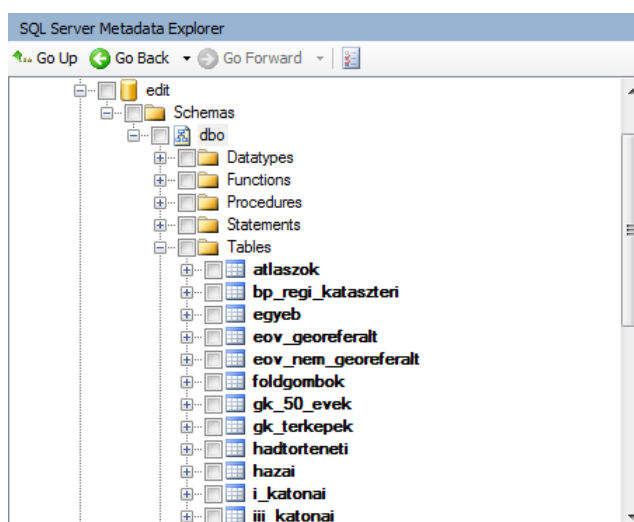 SQL Server Metadata Explorer
Go Up Go Back Go Forward
edit
Schemas
dbo
Datatypes
Functions
Procedures
Statements
Tables
atlaszok
bp_regi_kataszteri
egyeb
eov_georeferalt
eov_nem_georeferalt
foldgombok
gk_50_evek
gk_terkepek
hadtorteneti
hazai
i_katonai
iii_katonai